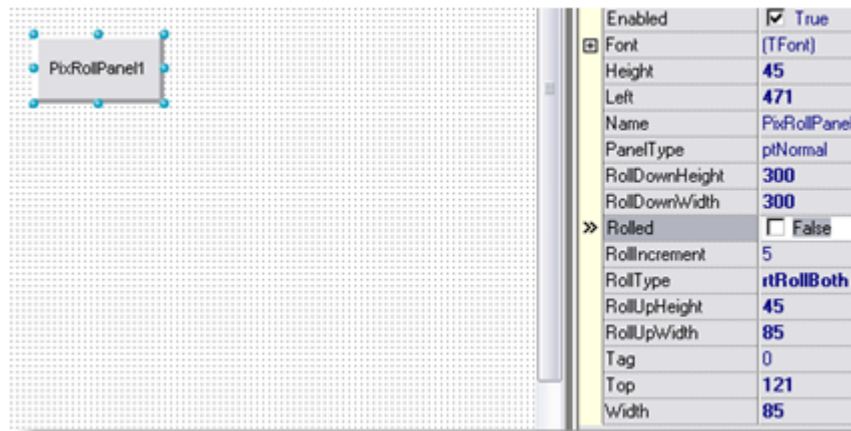 PixRollPanel1
Enabled True
Font (TFont)
Height 45
Left 471
Name PixRollPanel
PanelType ptNormal
RollDownHeight 300
RollDownWidth 300
Rolled False
RollIncrement 5
RollType rtRollBoth
RollUpHeight 45
RollUpWidth 85
Tag 0
Top 121
Width 85